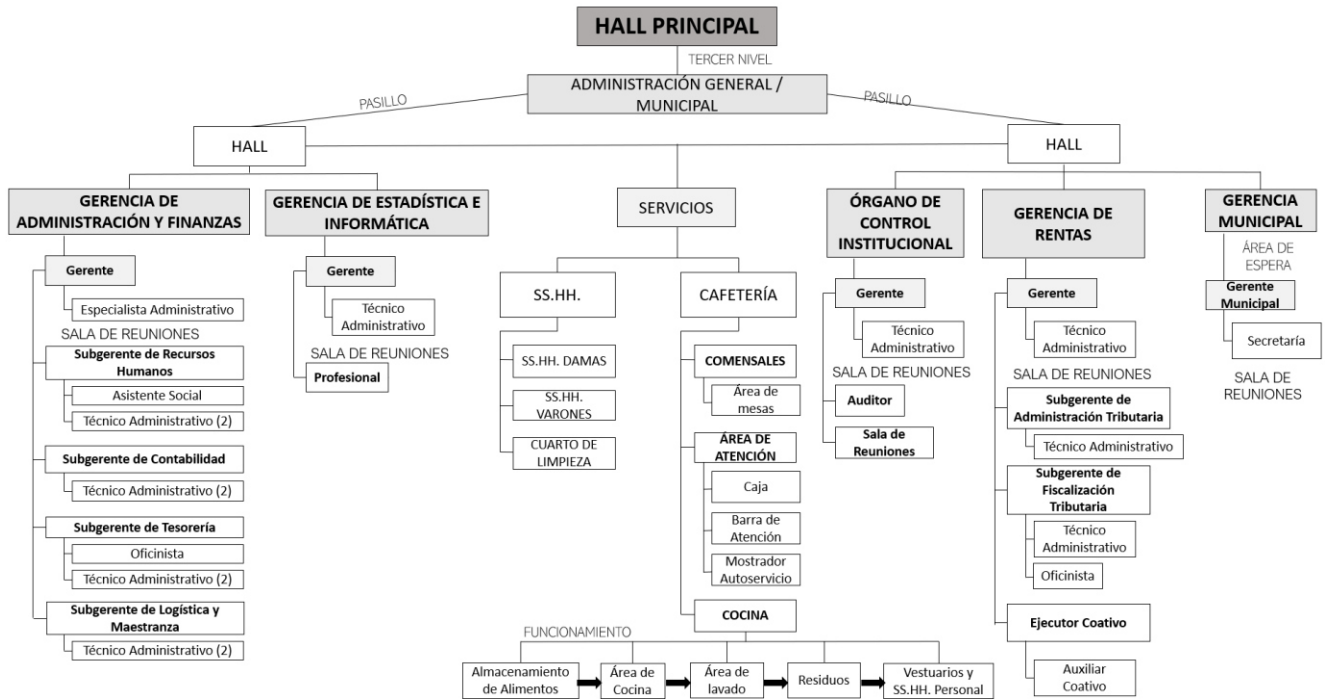 HALL PRINCIPAL
TERCER NIVEL
ADMINISTRACIÓN GENERAL /
MUNICIPAL
PASILLO
PASILLO
HALL
HALL
GERENCIA DE
ADMINISTRACIÓN Y FINANZAS
Gerente
Especialista Administrativo
SALA DE REUNIONES
Subgerente de Recursos
Humanos
Asistente Social
Técnico Administrativo (2)
Subgerente de Contabilidad
Técnico Administrativo (2)
Subgerente de Tesorería
Oficinista
Técnico Administrativo (2)
Subgerente de Logística y
Maestranza
Técnico Administrativo (2)
GERENCIA DE ESTADÍSTICA E
INFORMÁTICA
Gerente
Técnico
Administrativo
SALA DE REUNIONES
Profesional
SERVICIOS
SS.HH.
SS.HH. DAMAS
SS.HH.
VARONES
CUARTO DE
LIMPIEZA
CAFETERÍA
COMENSALES
Área de
mesas
ÁREA DE
ATENCIÓN
Caja
Barra de
Atención
Mostrador
Autoservicio
COCINA
FUNCIONAMIENTO
Almacenamiento
de Alimentos
Área de
Cocina
Área de
lavado
Residuos
Vestuarios y
SS.HH. Personal
ÓRGANO DE
CONTROL
INSTITUCIONAL
Gerente
Técnico
Administrativo
SALA DE REUNIONES
Auditor
Sala de
Reuniones
GERENCIA DE
RENTAS
Gerente
Técnico
Administrativo
SALA DE REUNIONES
Subgerente de
Administración Tributaria
Técnico Administrativo
Subgerente de
Fiscalización
Tributaria
Técnico
Administrativo
Oficinista
Ejecutor Coativo
Auxiliar
Coativo
GERENCIA
MUNICIPAL
ÁREA DE
ESPERA
Gerente
Municipal
Secretaría
SALA DE
REUNIONES